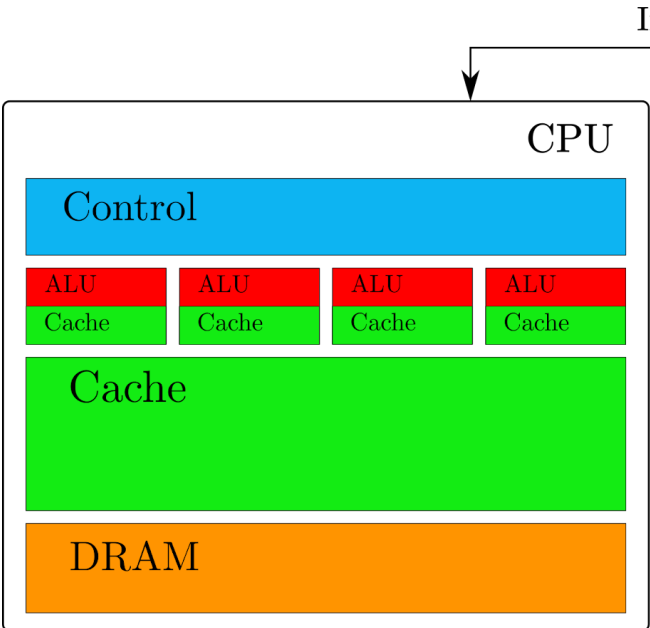 CPU
Control
ALU ALU ALU ALU
Cache Cache Cache Cache
Cache
DRAM